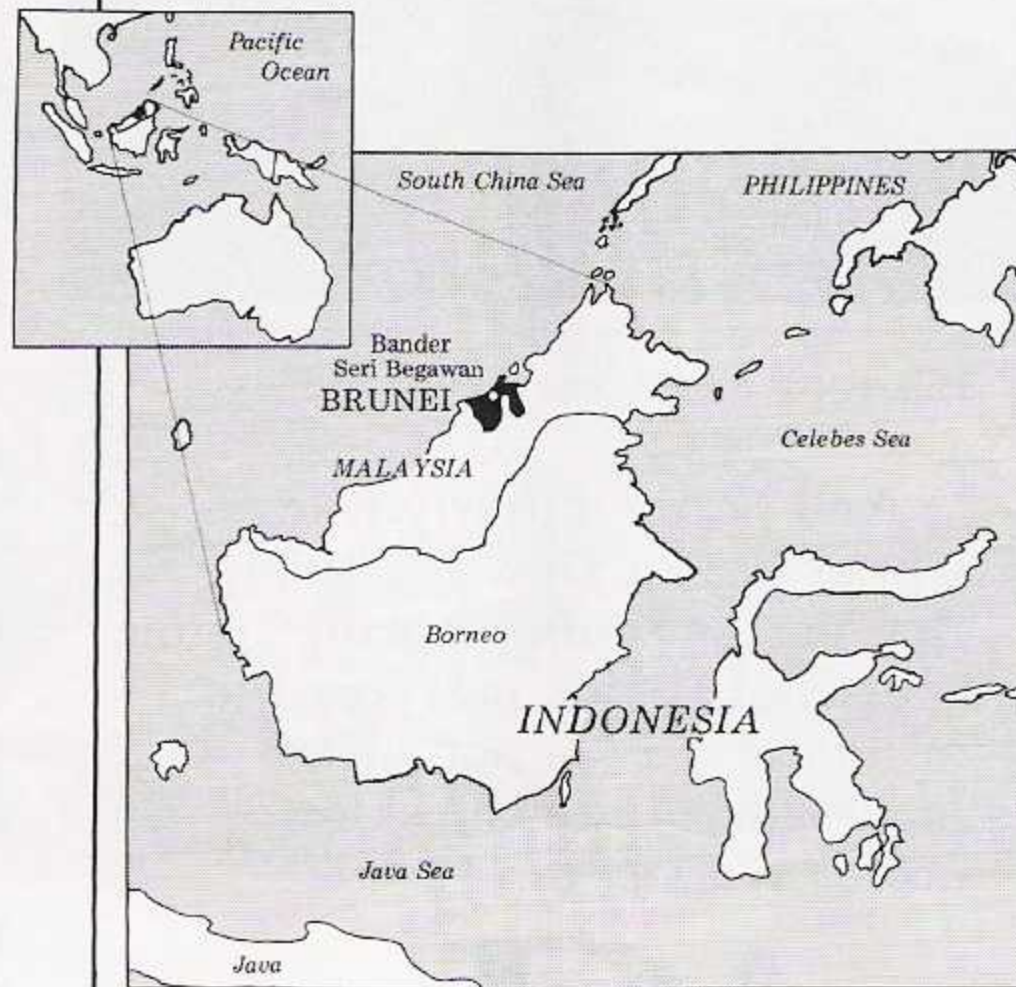 Pacific
Ocean
South China Sea
PHILIPPINES
Bander
Seri Begawan
BRUNEI
MALAYSIA
Celebes Sea
Borneo
INDONESIA
Java Sea
Java